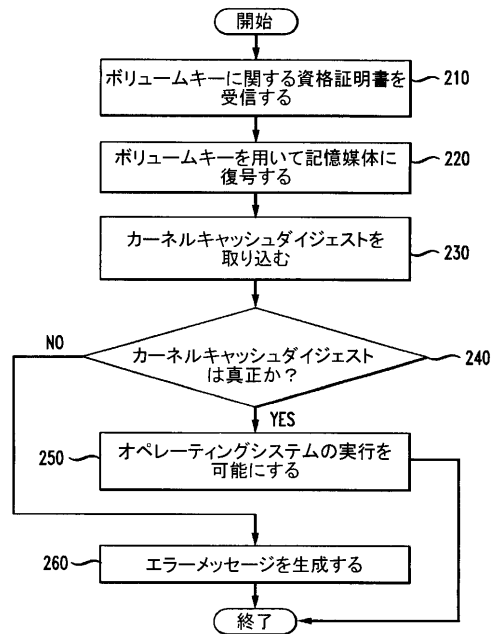 開始
ボリュームキーに関する資格証明書を
受信する
210
ボリュームキーを用いて記憶媒体に
復号する
220
カーネルキャッシュダイジェストを
取り込む
230
NO
カーネルキャッシュダイジェスト
は真正か？
240
YES
250
オペレーティングシステムの実行を
可能にする
260
エラーメッセージを生成する
終了